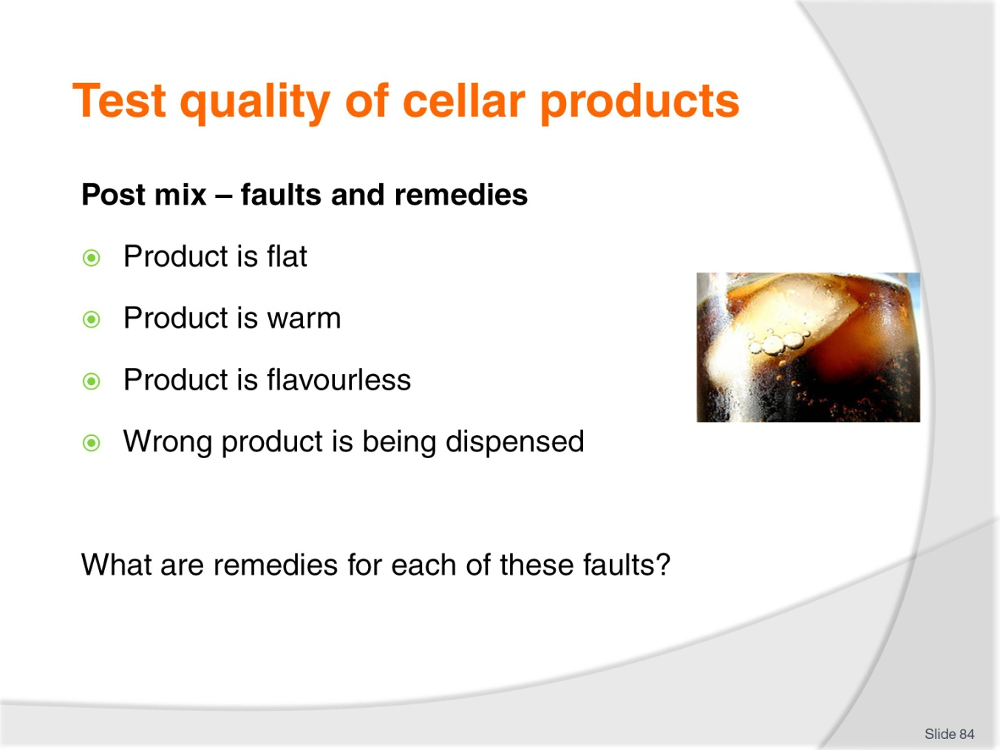 Test quality of cellar products
Post mix – faults and remedies
Product is flat
Product is warm
Product is flavourless
Wrong product is being dispensed
What are remedies for each of these faults?
Slide 84